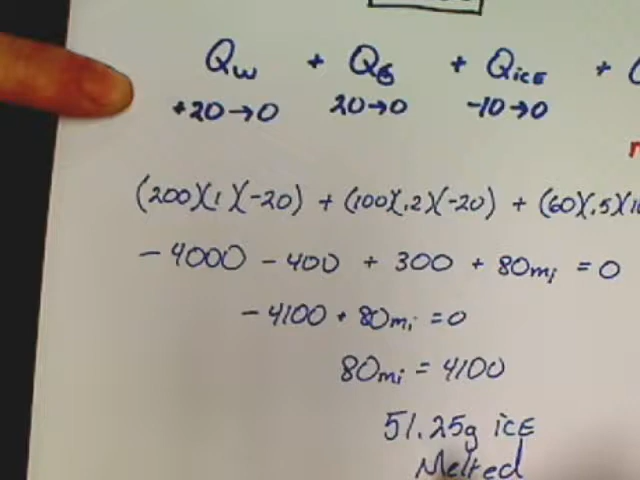 Qw + QG + QicE +
+20→0 20→0 -10→0
(200)(1)(-20) + (100)(.2)(-20) + (60)(.5)(10
- 4000 - 400 + 300 + 80mi = 0
- 4100 + 80mi = 0
80mi = 4100
51.25g icE
Melted